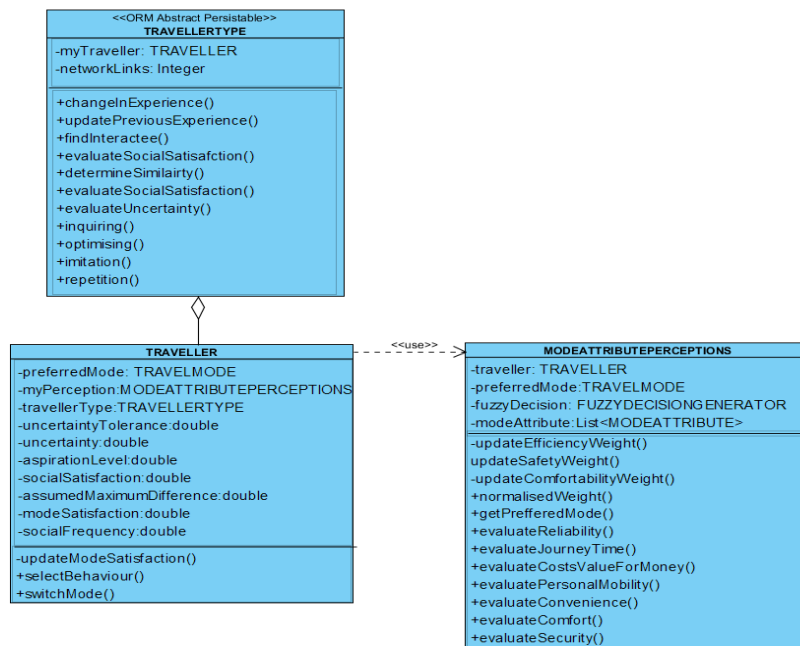 <<ORM Abstract Persistable>>
TRAVELLERTYPE
-myTraveller: TRAVELLER
-networkLinks: Integer
+changeInExperience()
+updatePreviousExperience()
+findInteractee()
+evaluateSocialSatisafction()
+determineSimilairty()
+evaluateSocialSatisfaction()
+evaluateUncertainty()
+inquiring()
+optimising()
+imitation()
+repetition()
TRAVELLER
-preferredMode: TRAVELMODE
-myPerception:MODEATTRIBUTEPERCEPTIONS
-travellerType:TRAVELLERTYPE
-uncertaintyTolerance:double
-uncertainty:double
-aspirationLevel:double
-socialSatisfaction:double
-assumedMaximumDifference:double
-modeSatisfaction:double
-socialFrequency:double
-updateModeSatisfaction()
+selectBehaviour()
+switchMode()
<<use>>
MODEATTRIBUTEPERCEPTIONS
-traveller: TRAVELLER
-preferredMode:TRAVELMODE
-fuzzyDecision: FUZZYDECISIONGENERATOR
-modeAttribute:List<MODEATTRIBUTE>
-updateEfficiencyWeight()
updateSafetyWeight()
-updateComfortabilityWeight()
+normalisedWeight()
+getPrefferedMode()
+evaluateReliability()
+evaluateJourneyTime()
+evaluateCostsValueForMoney()
+evaluatePersonalMobility()
+evaluateConvenience()
+evaluateComfort()
+evaluateSecurity()